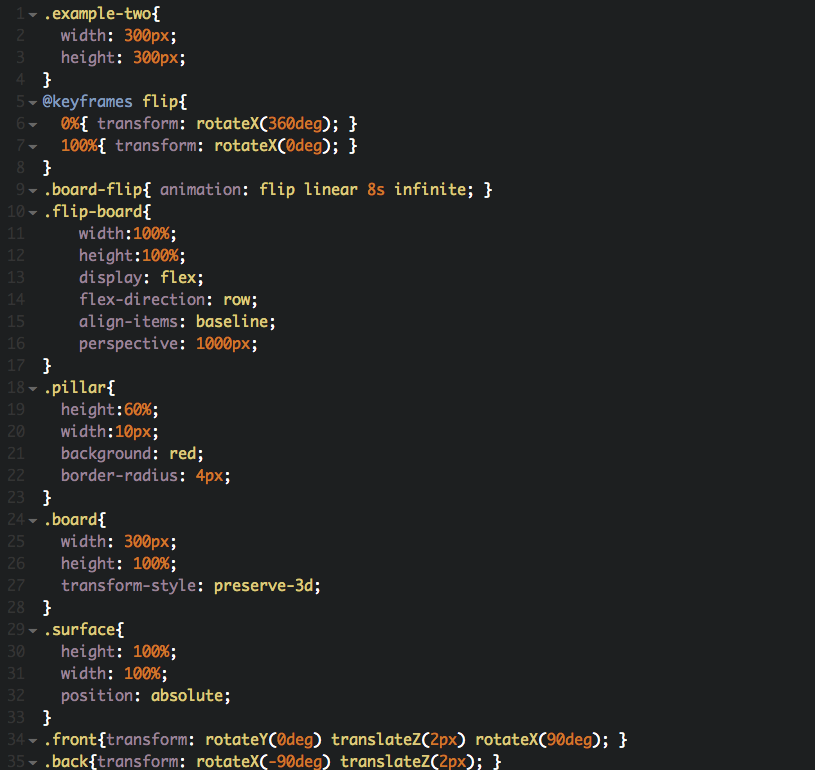 1 .example-two{
2 width: 300px;
3 height: 300px;
4 }
5 @keyframes flip{
6 0%{ transform: rotateX(360deg); }
7 100%{ transform: rotateX(0deg); }
8 }
9 .board-flip{ animation: flip linear 8s infinite; }
10 .flip-board{
11 width:100%;
12 height:100%;
13 display: flex;
14 flex-direction: row;
15 align-items: baseline;
16 perspective: 1000px;
17 }
18 .pillar{
19 height:60%;
20 width:10px;
21 background: red;
22 border-radius: 4px;
23 }
24 .board{
25 width: 300px;
26 height: 100%;
27 transform-style: preserve-3d;
28 }
29 .surface{
30 height: 100%;
31 width: 100%;
32 position: absolute;
33 }
34 .front{transform: rotateY(0deg) translateZ(2px) rotateX(90deg); }
35 .back{transform: rotateX(-90deg) translateZ(2px); }